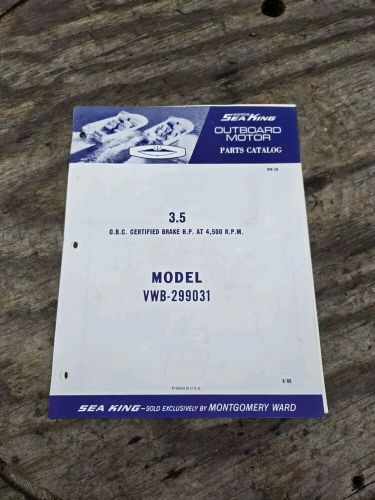 SEA KING
OUTBOARD
MOTOR
PARTS CATALOG
3.5
O.B.C. CERTIFIED BRAKE H.P. AT 4,500 R.P.M.
MODEL
VWB-299031
Printed in U.S.A.
SEA KING—SOLD EXCLUSIVELY BY MONTGOMERY WARD